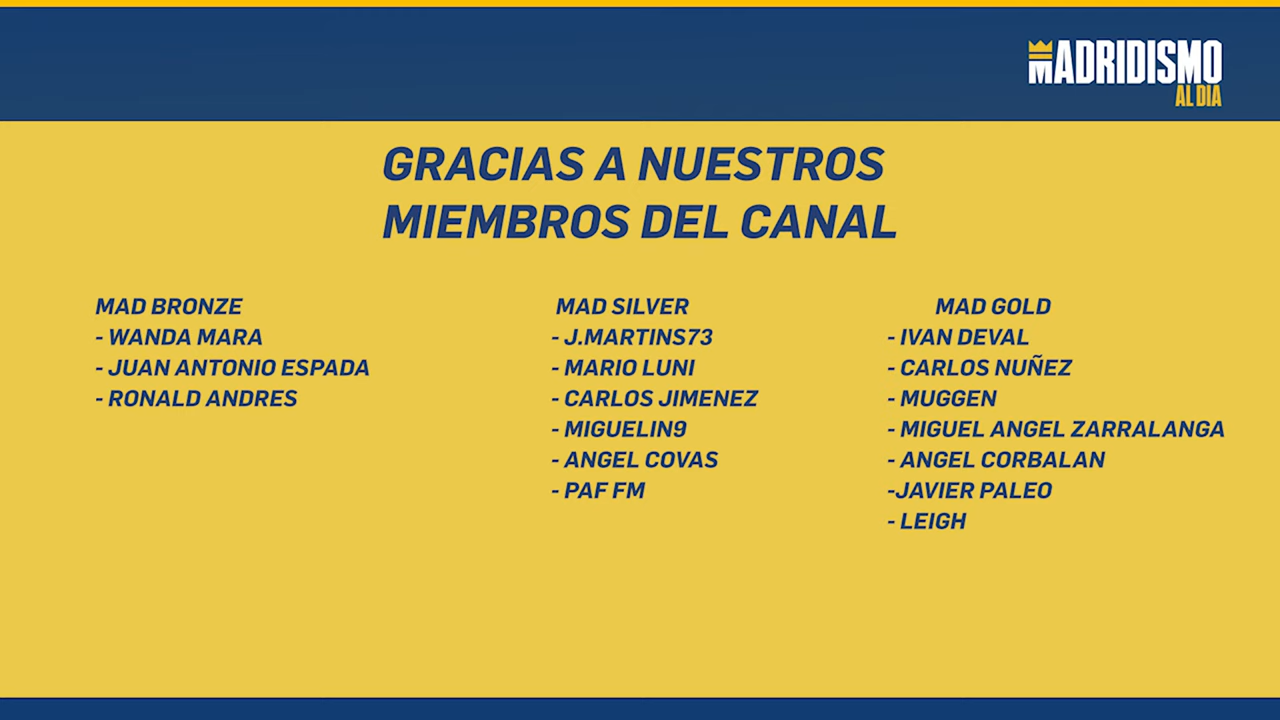 MADRIDISMO
AL DIA
GRACIAS A NUESTROS
MIEMBROS DEL CANAL
MAD BRONZE
- WANDA MARA
- JUAN ANTONIO ESPADA
- RONALD ANDRES
MAD SILVER
- J.MARTINS73
- MARIO LUNI
- CARLOS JIMENEZ
- MIGUELIN9
- ANGEL COVAS
- PAF FM
MAD GOLD
- IVAN DEVAL
- CARLOS NUÑEZ
- MUGGEN
- MIGUEL ANGEL ZARRALANGA
- ANGEL CORBALAN
-JAVIER PALEO
- LEIGH